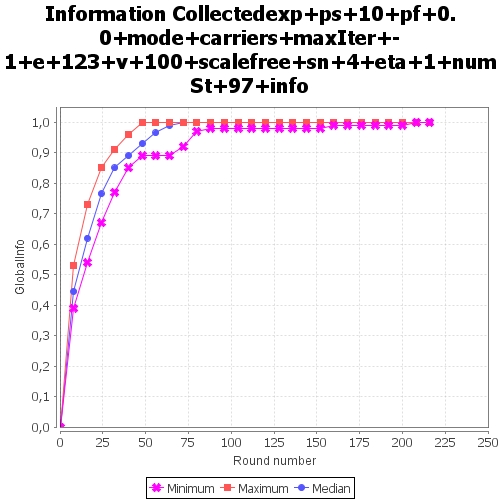 Information Collectedexp+ps+10+pf+0.
0+mode+carriers+maxIter+-
1+e+123+v+100+scalefree+sn+4+eta+1+num
St+97+info
1,0
0,9
0,8
0,7
0,6
0,5
0,4
0,3
0,2
0,1
0,0
GlobalInfo
0 25 50 75 100 125 150 175 200 225 250
Round number
Minimum Maximum Median